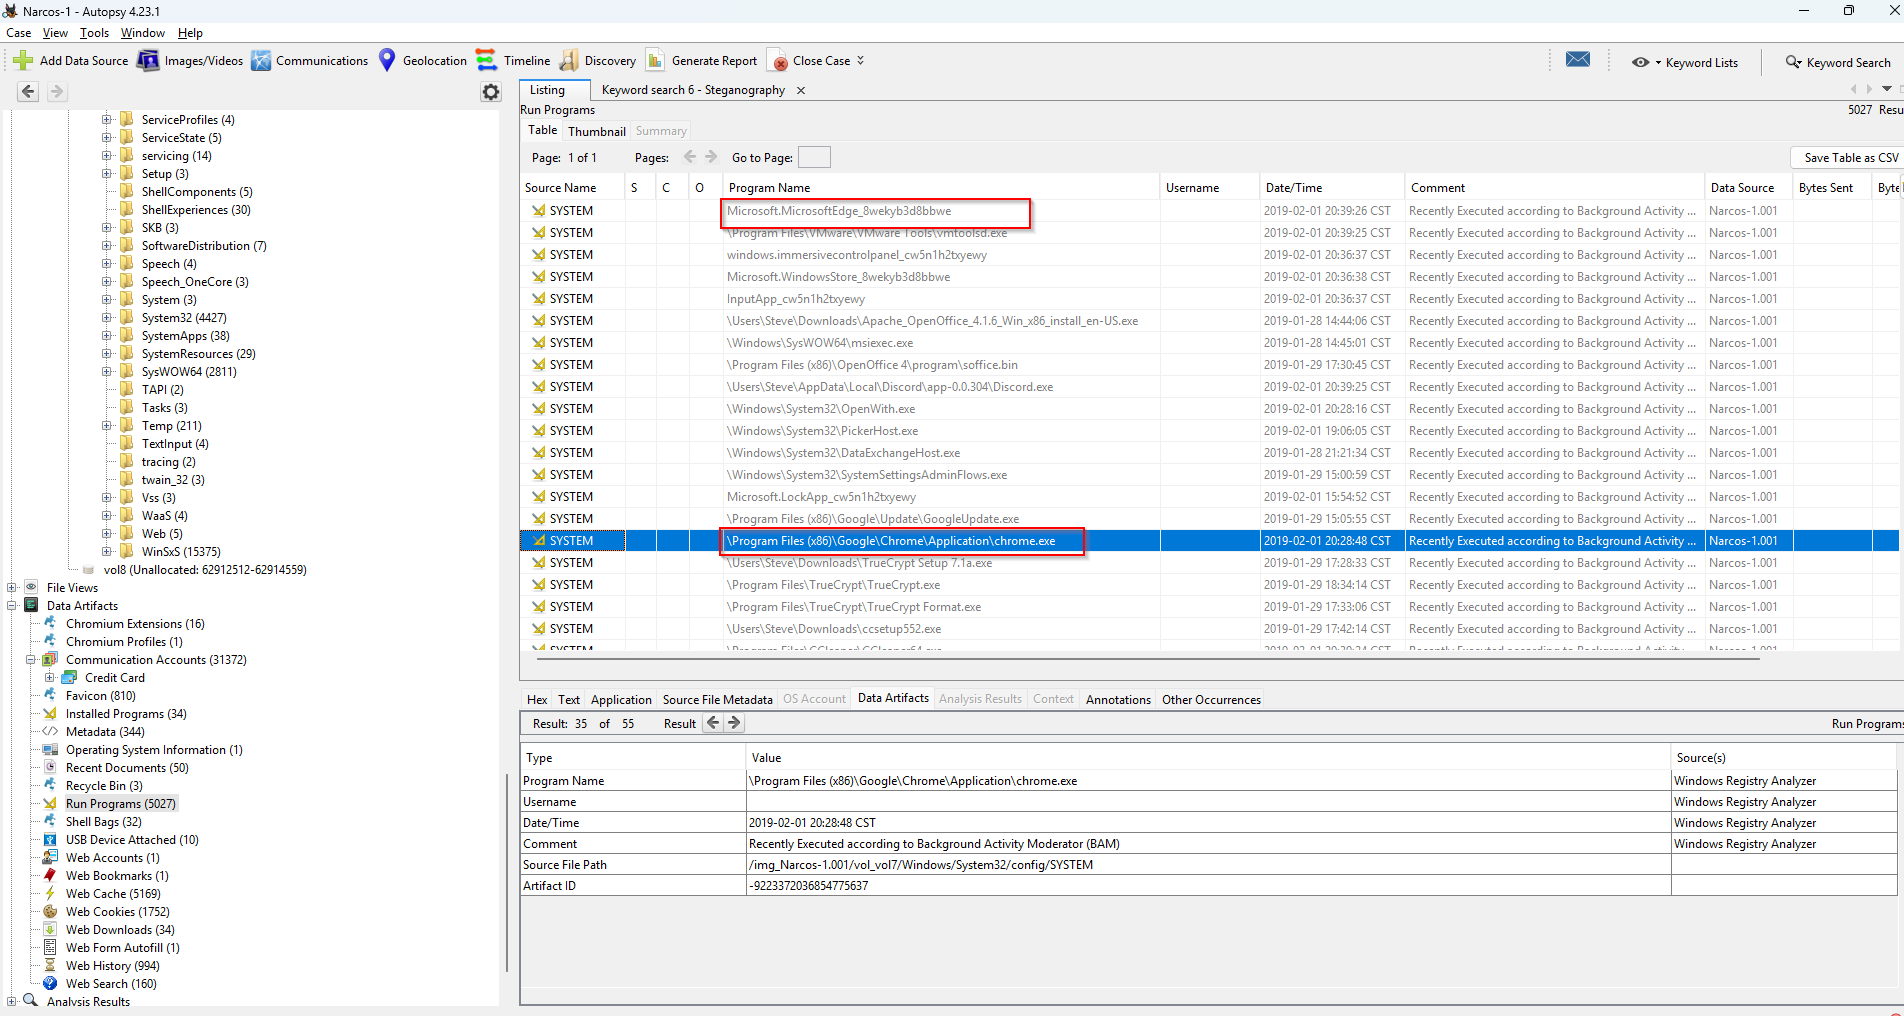 Narcos-1 - Autopsy 4.23.1
Case View Tools Window Help
Add Data Source Images/Videos Communications Geolocation Timeline Discovery Generate Report Close Case Keyword Lists Keyword Search
Listing Keyword search 6 - Steganography
Run Programs 5027 Resu
Table Thumbnail Summary
Page: 1 of 1 Pages: Go to Page: Save Table as CSV
Source Name S C O Program Name Username Date/Time Comment Data Source Bytes Sent Byte
SYSTEM Microsoft.MicrosoftEdge_8wekyb3d8bbwe 2019-02-01 20:39:26 CST Recently Executed according to Background Activity ... Narcos-1.001
SYSTEM \Program Files\VMware\VMware Tools\vmtoolsd.exe 2019-02-01 20:39:25 CST Recently Executed according to Background Activity ... Narcos-1.001
SYSTEM windows.immersivecontrolpanel_cw5n1h2txyewy 2019-02-01 20:36:37 CST Recently Executed according to Background Activity ... Narcos-1.001
SYSTEM Microsoft.WindowsStore_8wekyb3d8bbwe 2019-02-01 20:36:38 CST Recently Executed according to Background Activity ... Narcos-1.001
SYSTEM InputApp_cw5n1h2txyewy 2019-02-01 20:36:37 CST Recently Executed according to Background Activity ... Narcos-1.001
SYSTEM \Users\Steve\Downloads\Apache_OpenOffice_4.1.6_Win_x86_install_en-US.exe 2019-01-28 14:44:06 CST Recently Executed according to Background Activity ... Narcos-1.001
SYSTEM \Windows\SysWOW64\msiexec.exe 2019-01-28 14:45:01 CST Recently Executed according to Background Activity ... Narcos-1.001
SYSTEM \Program Files (x86)\OpenOffice 4\program\soffice.bin 2019-01-29 17:30:45 CST Recently Executed according to Background Activity ... Narcos-1.001
SYSTEM \Users\Steve\AppData\Local\Discord\app-0.0.304\Discord.exe 2019-02-01 20:39:25 CST Recently Executed according to Background Activity ... Narcos-1.001
SYSTEM \Windows\System32\OpenWith.exe 2019-02-01 20:28:16 CST Recently Executed according to Background Activity ... Narcos-1.001
SYSTEM \Windows\System32\PickerHost.exe 2019-02-01 19:06:05 CST Recently Executed according to Background Activity ... Narcos-1.001
SYSTEM \Windows\System32\DataExchangeHost.exe 2019-01-28 21:21:34 CST Recently Executed according to Background Activity ... Narcos-1.001
SYSTEM \Windows\System32\SystemSettingsAdminFlows.exe 2019-01-29 15:00:59 CST Recently Executed according to Background Activity ... Narcos-1.001
SYSTEM Microsoft.LockApp_cw5n1h2txyewy 2019-02-01 15:54:52 CST Recently Executed according to Background Activity ... Narcos-1.001
SYSTEM \Program Files (x86)\Google\Update\GoogleUpdate.exe 2019-01-29 15:05:55 CST Recently Executed according to Background Activity ... Narcos-1.001
SYSTEM \Program Files (x86)\Google\Chrome\Application\chrome.exe 2019-02-01 20:28:48 CST Recently Executed according to Background Activity ... Narcos-1.001
SYSTEM \Users\Steve\Downloads\TrueCrypt Setup 7.1a.exe 2019-01-29 17:28:33 CST Recently Executed according to Background Activity ... Narcos-1.001
SYSTEM \Program Files\TrueCrypt\TrueCrypt.exe 2019-01-29 18:34:14 CST Recently Executed according to Background Activity ... Narcos-1.001
SYSTEM \Program Files\TrueCrypt\TrueCrypt Format.exe 2019-01-29 17:33:06 CST Recently Executed according to Background Activity ... Narcos-1.001
SYSTEM \Users\Steve\Downloads\ccsetup552.exe 2019-01-29 17:42:14 CST Recently Executed according to Background Activity ... Narcos-1.001
ServiceProfiles (4)
ServiceState (5)
servicing (14)
Setup (3)
ShellComponents (5)
ShellExperiences (30)
SKB (3)
SoftwareDistribution (7)
Speech (4)
Speech_OneCore (3)
System (3)
System32 (4427)
SystemApps (38)
SystemResources (29)
SysWOW64 (2811)
TAPI (2)
Tasks (3)
Temp (211)
TextInput (4)
tracing (2)
twain_32 (3)
Vss (3)
WaaS (4)
Web (5)
WinSxS (15375)
vol8 (Unallocated: 62912512-62914559)
File Views
Data Artifacts
Chromium Extensions (16)
Chromium Profiles (1)
Communication Accounts (31372)
Credit Card
Favicon (810)
Installed Programs (34)
Metadata (344)
Operating System Information (1)
Recent Documents (50)
Recycle Bin (3)
Run Programs (5027)
Shell Bags (32)
USB Device Attached (10)
Web Accounts (1)
Web Bookmarks (1)
Web Cache (5169)
Web Cookies (1752)
Web Downloads (34)
Web Form Autofill (1)
Web History (994)
Web Search (160)
Analysis Results
Hex Text Application Source File Metadata OS Account Data Artifacts Analysis Results Context Annotations Other Occurrences
Result: 35 of 55 Result Run Programs
Type Value Source(s)
Program Name \Program Files (x86)\Google\Chrome\Application\chrome.exe Windows Registry Analyzer
Username Windows Registry Analyzer
Date/Time 2019-02-01 20:28:48 CST Windows Registry Analyzer
Comment Recently Executed according to Background Activity Moderator (BAM) Windows Registry Analyzer
Source File Path /img_Narcos-1.001/vol_vol7/Windows/System32/config/SYSTEM
Artifact ID -9223372036854775637